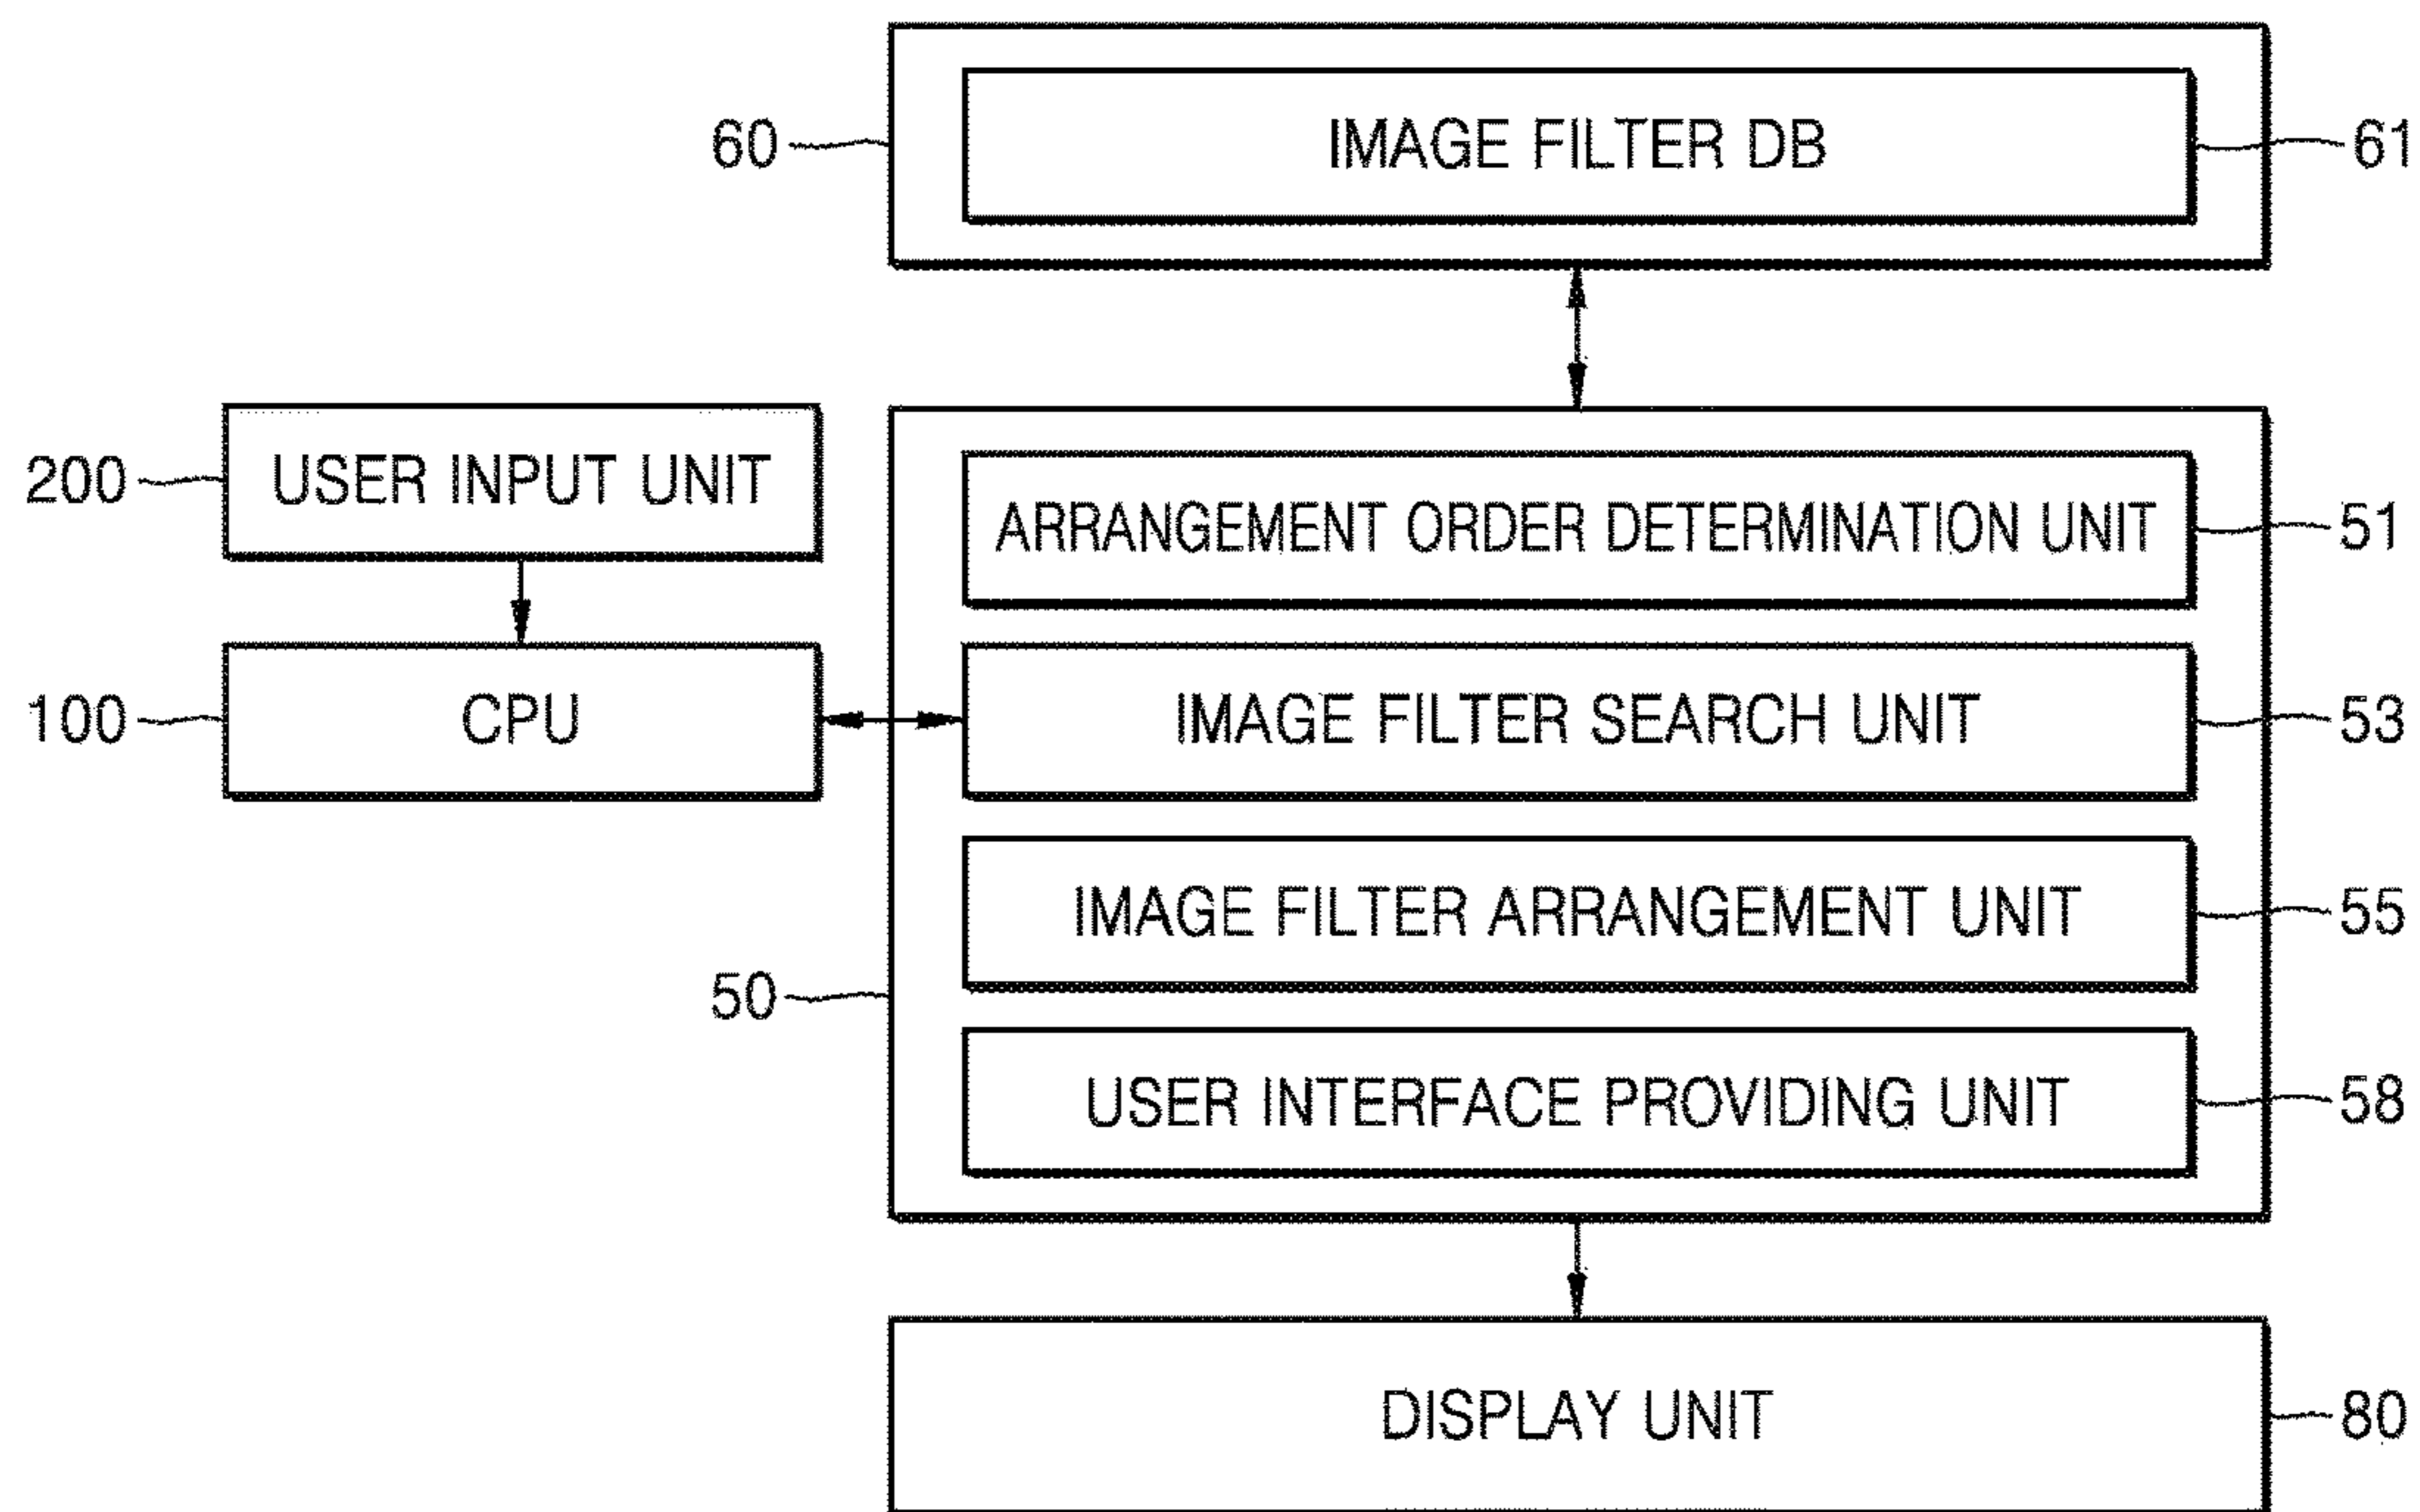 60
IMAGE FILTER DB
61
200
USER INPUT UNIT
ARRANGEMENT ORDER DETERMINATION UNIT
51
100
CPU
IMAGE FILTER SEARCH UNIT
53
IMAGE FILTER ARRANGEMENT UNIT
55
50
USER INTERFACE PROVIDING UNIT
58
DISPLAY UNIT
80